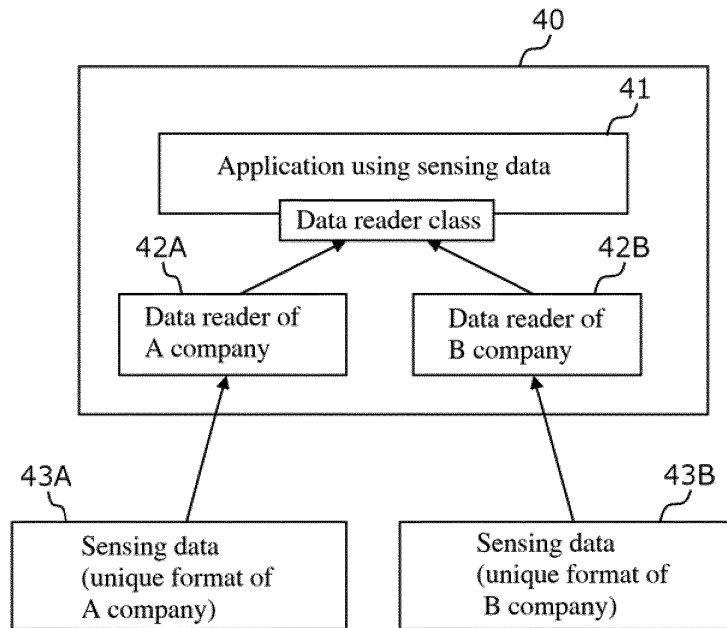 40
41
Application using sensing data
Data reader class
42A
42B
Data reader of
A company
Data reader of
B company
43A
43B
Sensing data
(unique format of
A company)
Sensing data
(unique format of
B company)